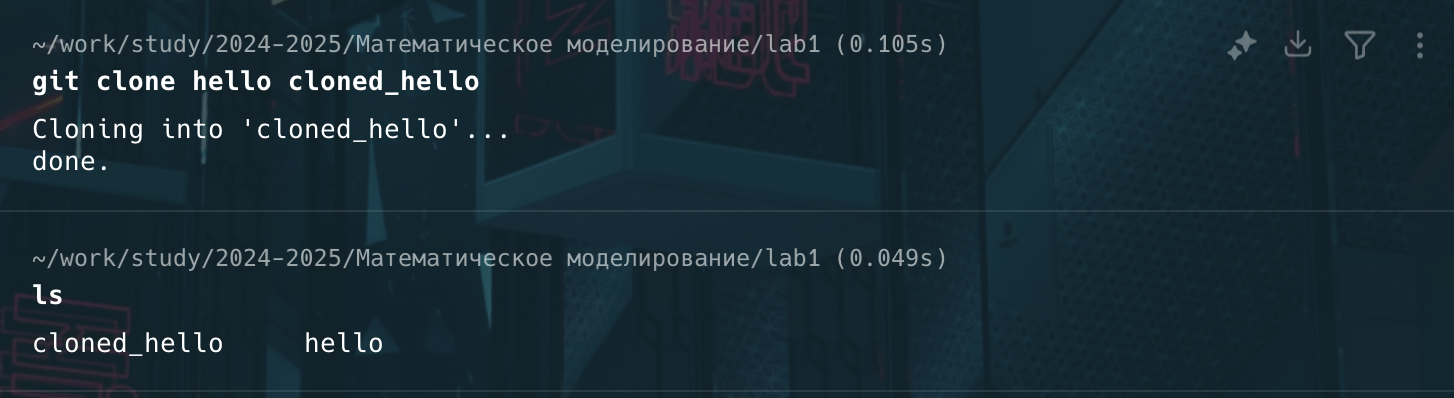 ~/work/study/2024-2025/Математическое моделирование/lab1 (0.105s)
git clone hello cloned_hello
Cloning into 'cloned_hello'...
done.
~/work/study/2024-2025/Математическое моделирование/lab1 (0.049s)
ls
cloned_hello     hello